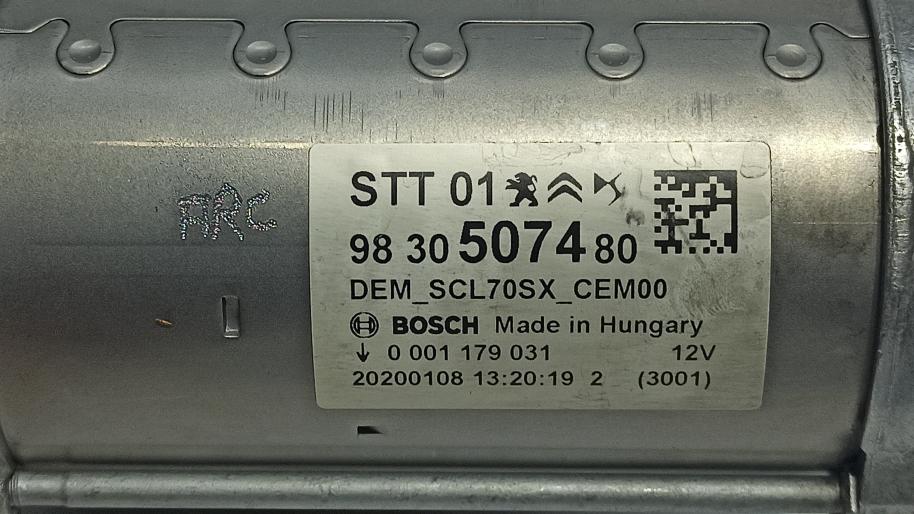 STT 01
98 30 5074 80
DEM_SCL70SX_CEM00
BOSCH Made in Hungary
0 001 179 031 12V
20200108 13:20:19 2 (3001)
ARC